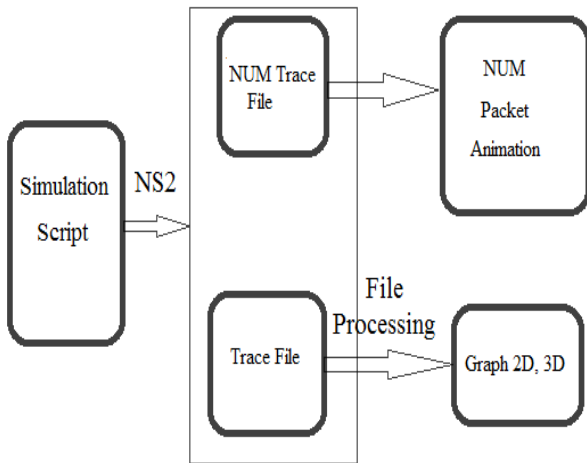 Simulation
Script
NS2
NUM Trace
File
NUM
Packet
Animation
Trace File
File
Processing
Graph 2D, 3D